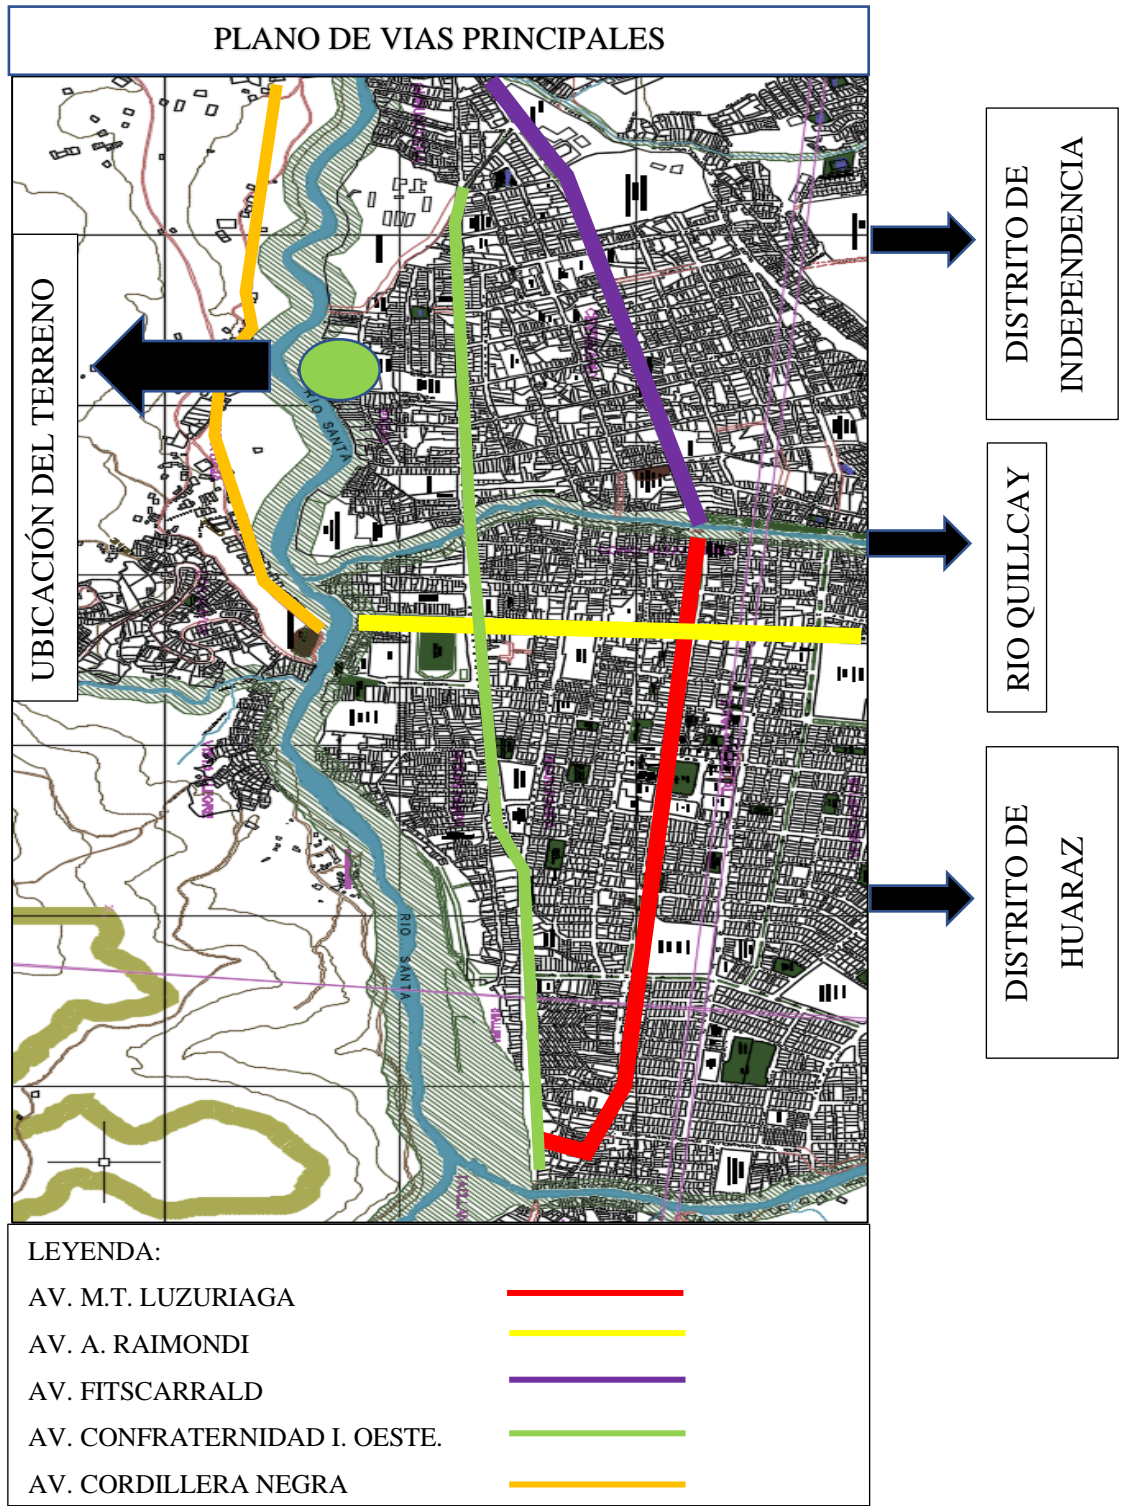 PLANO DE VIAS PRINCIPALES
UBICACIÓN DEL TERRENO
RIO SANTA
RIO SANTA
DISTRITO DE
INDEPENDENCIA
RIO QUILLCAY
DISTRITO DE
HUARAZ
LEYENDA:
AV. M.T. LUZURIAGA
AV. A. RAIMONDI
AV. FITSCARRALD
AV. CONFRATERNIDAD I. OESTE.
AV. CORDILLERA NEGRA